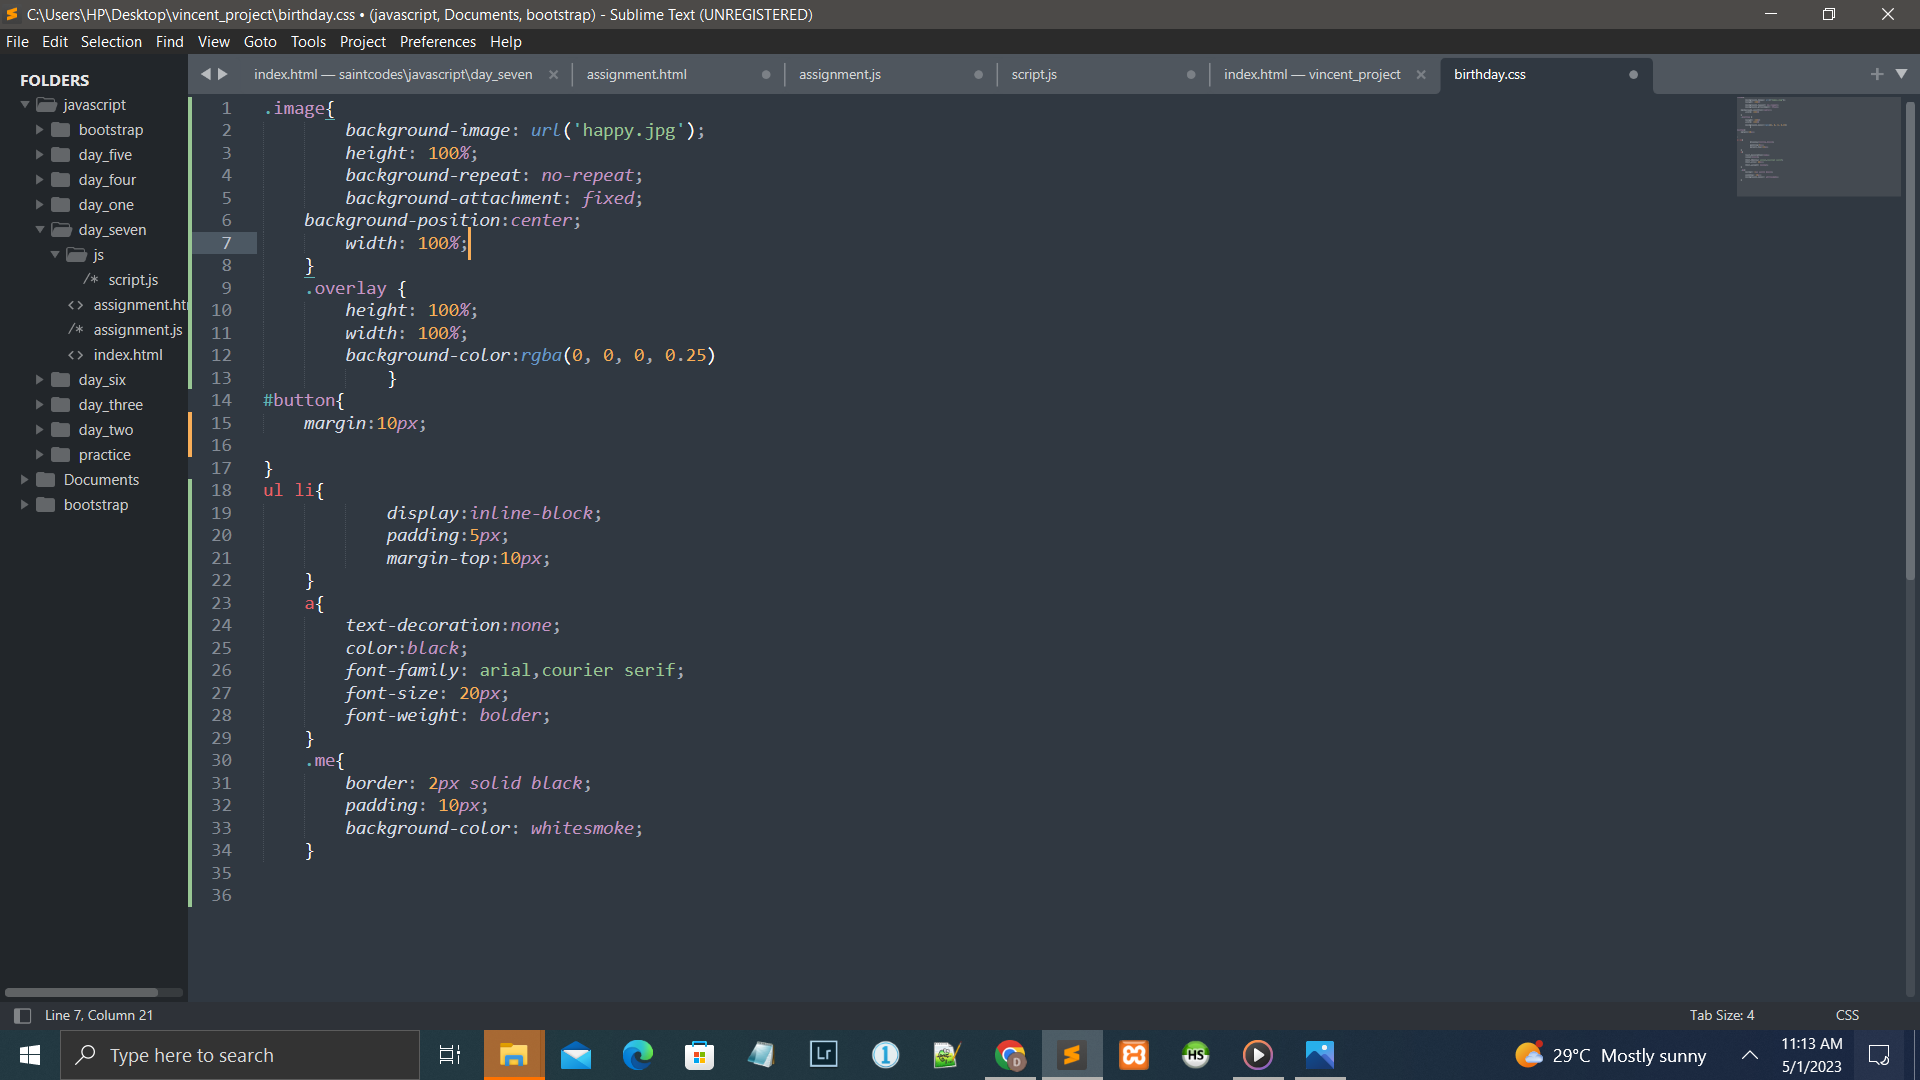 C:\Users\HP\Desktop\vincent_project\birthday.css • (javascript, Documents, bootstrap) - Sublime Text (UNREGISTERED)
File Edit Selection Find View Goto Tools Project Preferences Help
FOLDERS
javascript
bootstrap
day_five
day_four
day_one
day_seven
js
/* script.js
<> assignment.htm
/* assignment.js
<> index.html
day_six
day_three
day_two
practice
Documents
bootstrap
index.html — saintcodes\javascript\day_seven × assignment.html assignment.js script.js index.html — vincent_project × birthday.css
1 .image{
2 background-image: url('happy.jpg');
3 height: 100%;
4 background-repeat: no-repeat;
5 background-attachment: fixed;
6 background-position:center;
7 width: 100%;
8 }
9 .overlay {
10 height: 100%;
11 width: 100%;
12 background-color:rgba(0, 0, 0, 0.25)
13 }
14 #button{
15 margin:10px;
16
17 }
18 ul li{
19 display:inline-block;
20 padding:5px;
21 margin-top:10px;
22 }
23 a{
24 text-decoration:none;
25 color:black;
26 font-family: arial,courier serif;
27 font-size: 20px;
28 font-weight: bolder;
29 }
30 .me{
31 border: 2px solid black;
32 padding: 10px;
33 background-color: whitesmoke;
34 }
35
36
Line 7, Column 21 Tab Size: 4 CSS
Type here to search
Lr
HS
D
29°C Mostly sunny
11:13 AM
5/1/2023